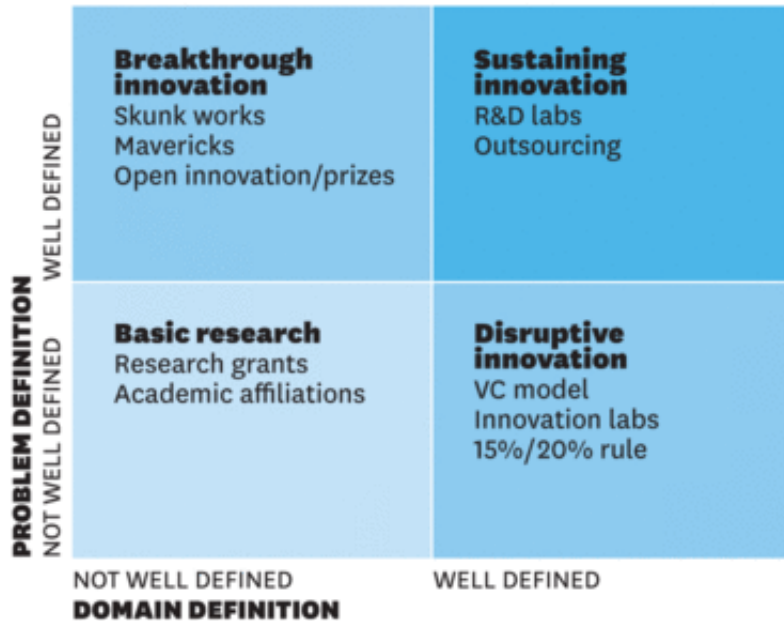 Breakthrough
innovation
Skunk works
Mavericks
Open innovation/prizes
Sustaining
innovation
R&D labs
Outsourcing
Basic research
Research grants
Academic affiliations
Disruptive
innovation
VC model
Innovation labs
15%/20% rule
PROBLEM DEFINITION
NOT WELL DEFINED
WELL DEFINED
NOT WELL DEFINED
WELL DEFINED
DOMAIN DEFINITION